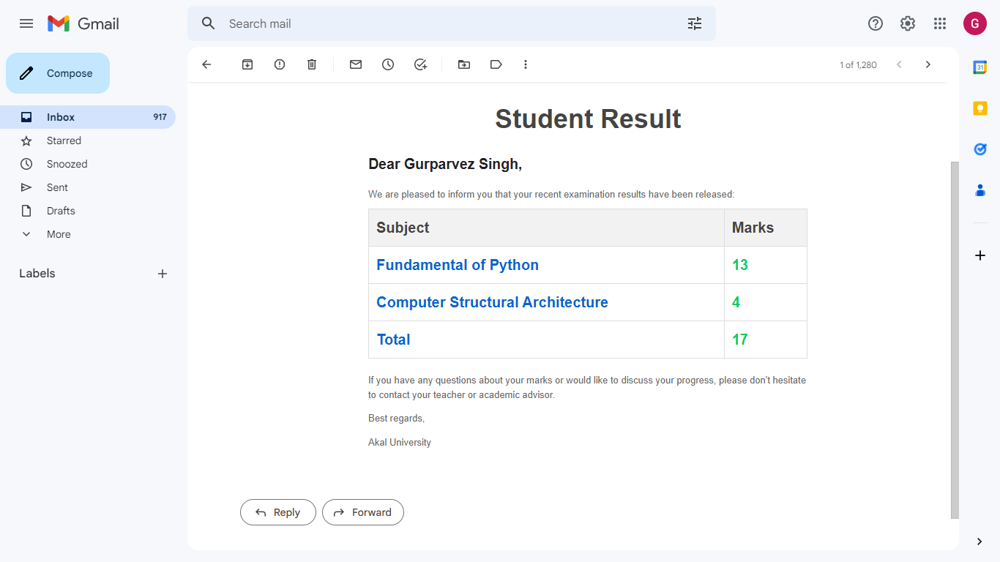 Gmail
Search mail
G
Compose
1 of 1,280
31
Inbox 917
Starred
Snoozed
Sent
Drafts
More
Labels
Student Result
Dear Gurparvez Singh,
We are pleased to inform you that your recent examination results have been released:
Subject Marks
Fundamental of Python 13
Computer Structural Architecture 4
Total 17
If you have any questions about your marks or would like to discuss your progress, please don't hesitate
to contact your teacher or academic advisor.
Best regards,
Akal University
Reply Forward